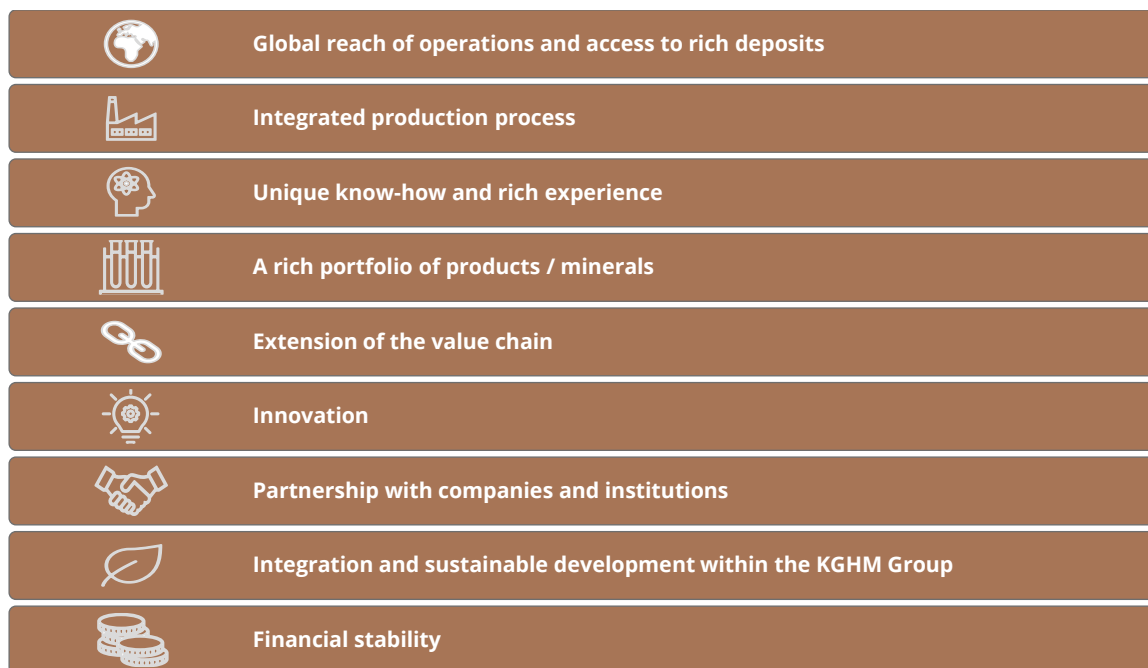 Global reach of operations and access to rich deposits
Integrated production process
Unique know-how and rich experience
A rich portfolio of products / minerals
Extension of the value chain
Innovation
Partnership with companies and institutions
Integration and sustainable development within the KGHM Group
Financial stability